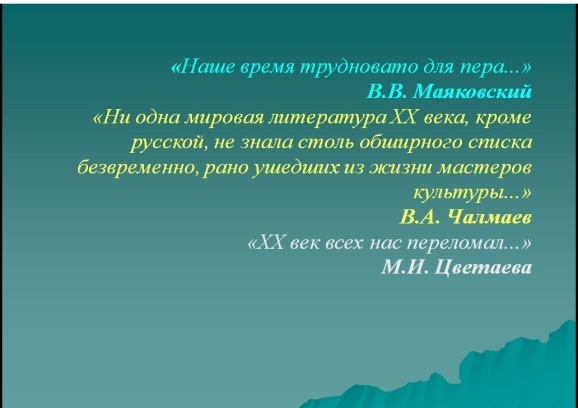 «Наше время трудновато для пера...»
В.В. Маяковский
«Ни одна мировая литература XX века, кроме
русской, не знала столь обширного списка
безвременно, рано ушедших из жизни мастеров
культуры...»
В.А. Чалмаев
«XX век всех нас переломал...»
М.И. Цветаева